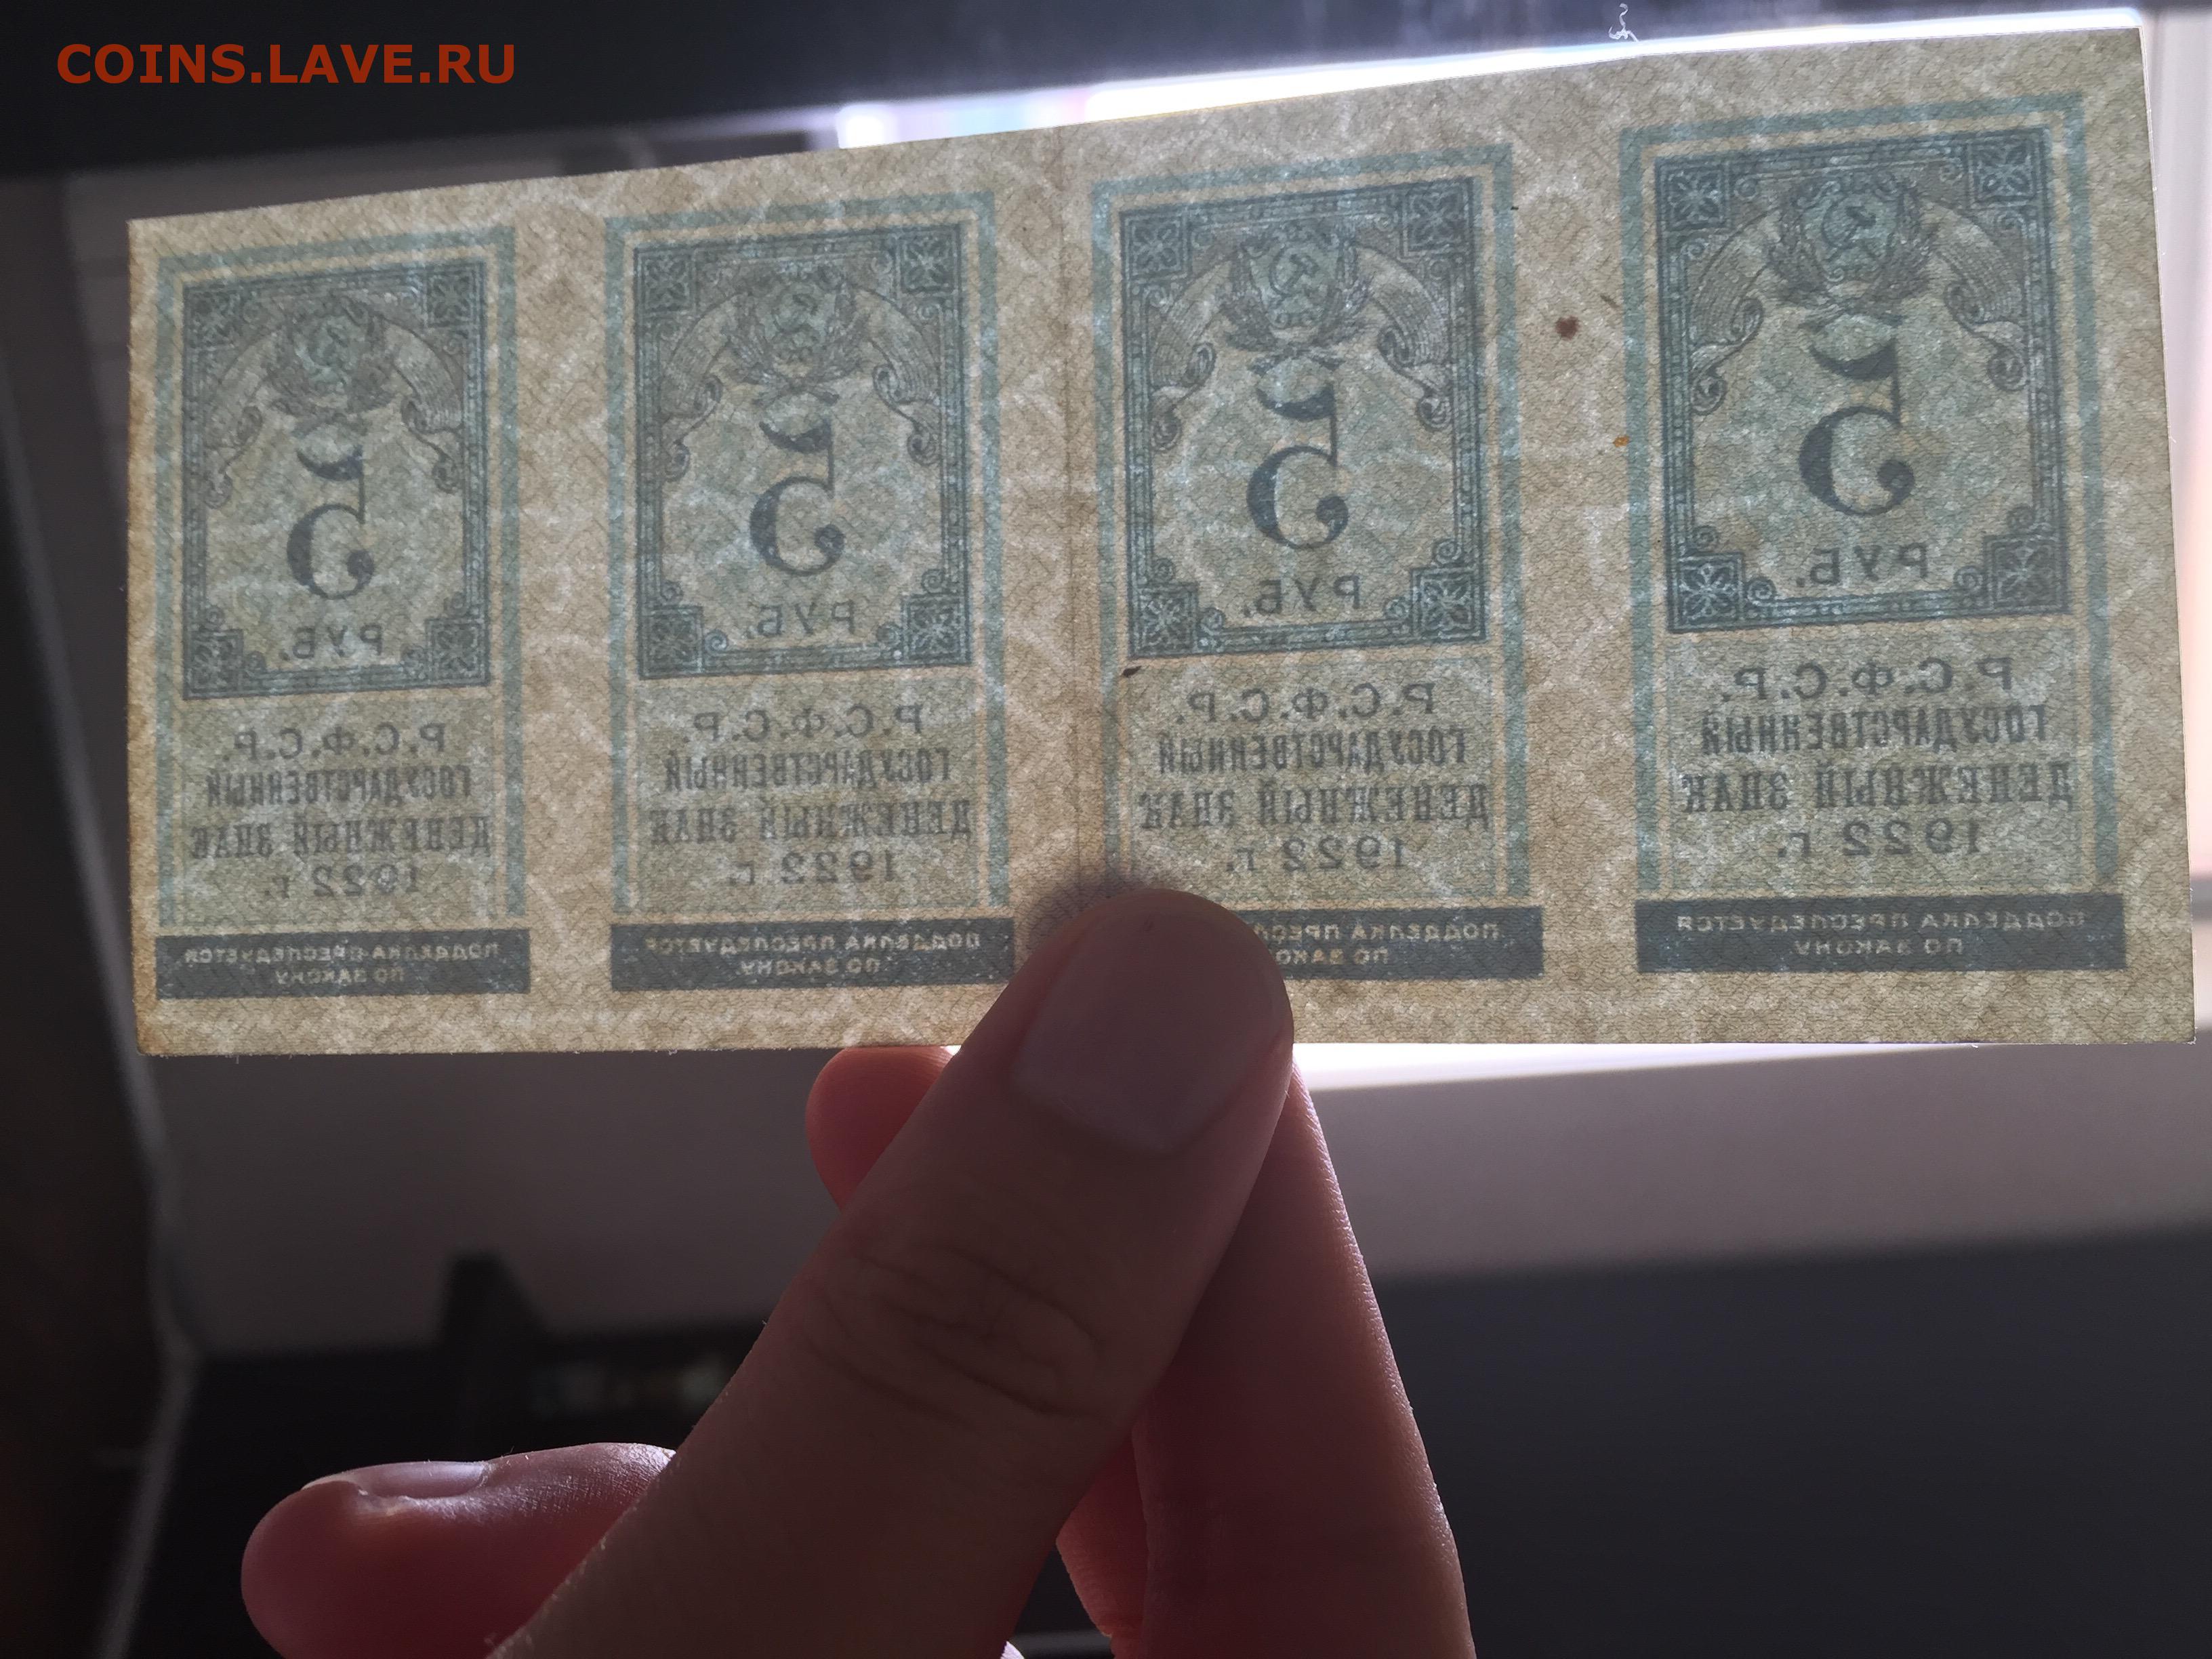 COINS.LAVE.RU
5
РУБ.
Р.С.Ф.С.Р.
ГОСУДАРСТВЕННЫЙ
ДЕНЕЖНЫЙ ЗНАК
1922 г.
ПОДДЕЛКА ПРЕСЛЕДУЕТСЯ
ПО ЗАКОНУ
5
РУБ.
Р.С.Ф.С.Р.
ГОСУДАРСТВЕННЫЙ
ДЕНЕЖНЫЙ ЗНАК
1922 г.
ПОДДЕЛКА ПРЕСЛЕДУЕТСЯ
ПО ЗАКОНУ
5
РУБ.
Р.С.Ф.С.Р.
ГОСУДАРСТВЕННЫЙ
ДЕНЕЖНЫЙ ЗНАК
1922 г.
ПОДДЕЛКА
ПО
5
РУБ.
Р.С.Ф.С.Р.
ГОСУДАРСТВЕННЫЙ
ДЕНЕЖНЫЙ ЗНАК
1922 г.
ПОДДЕЛКА ПРЕСЛЕДУЕТСЯ
ПО ЗАКОНУ